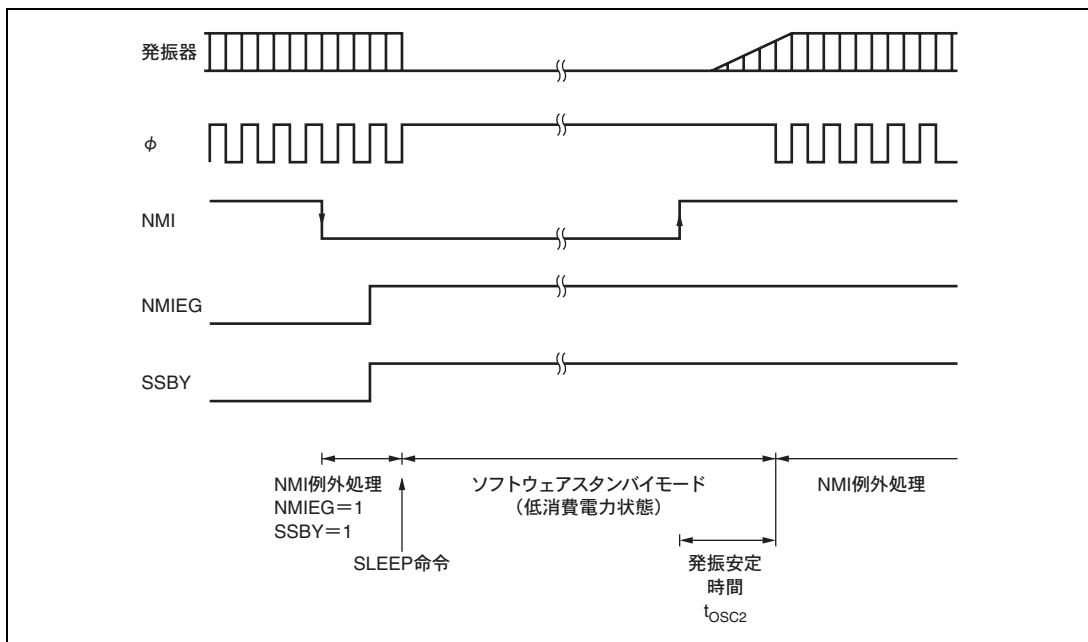 発振器
φ
NMI
NMIEG
SSBY
NMI例外処理
NMIEG＝1
SSBY＝1
SLEEP命令
ソフトウェアスタンバイモード
（低消費電力状態）
発振安定
時間
tOSC2
NMI例外処理